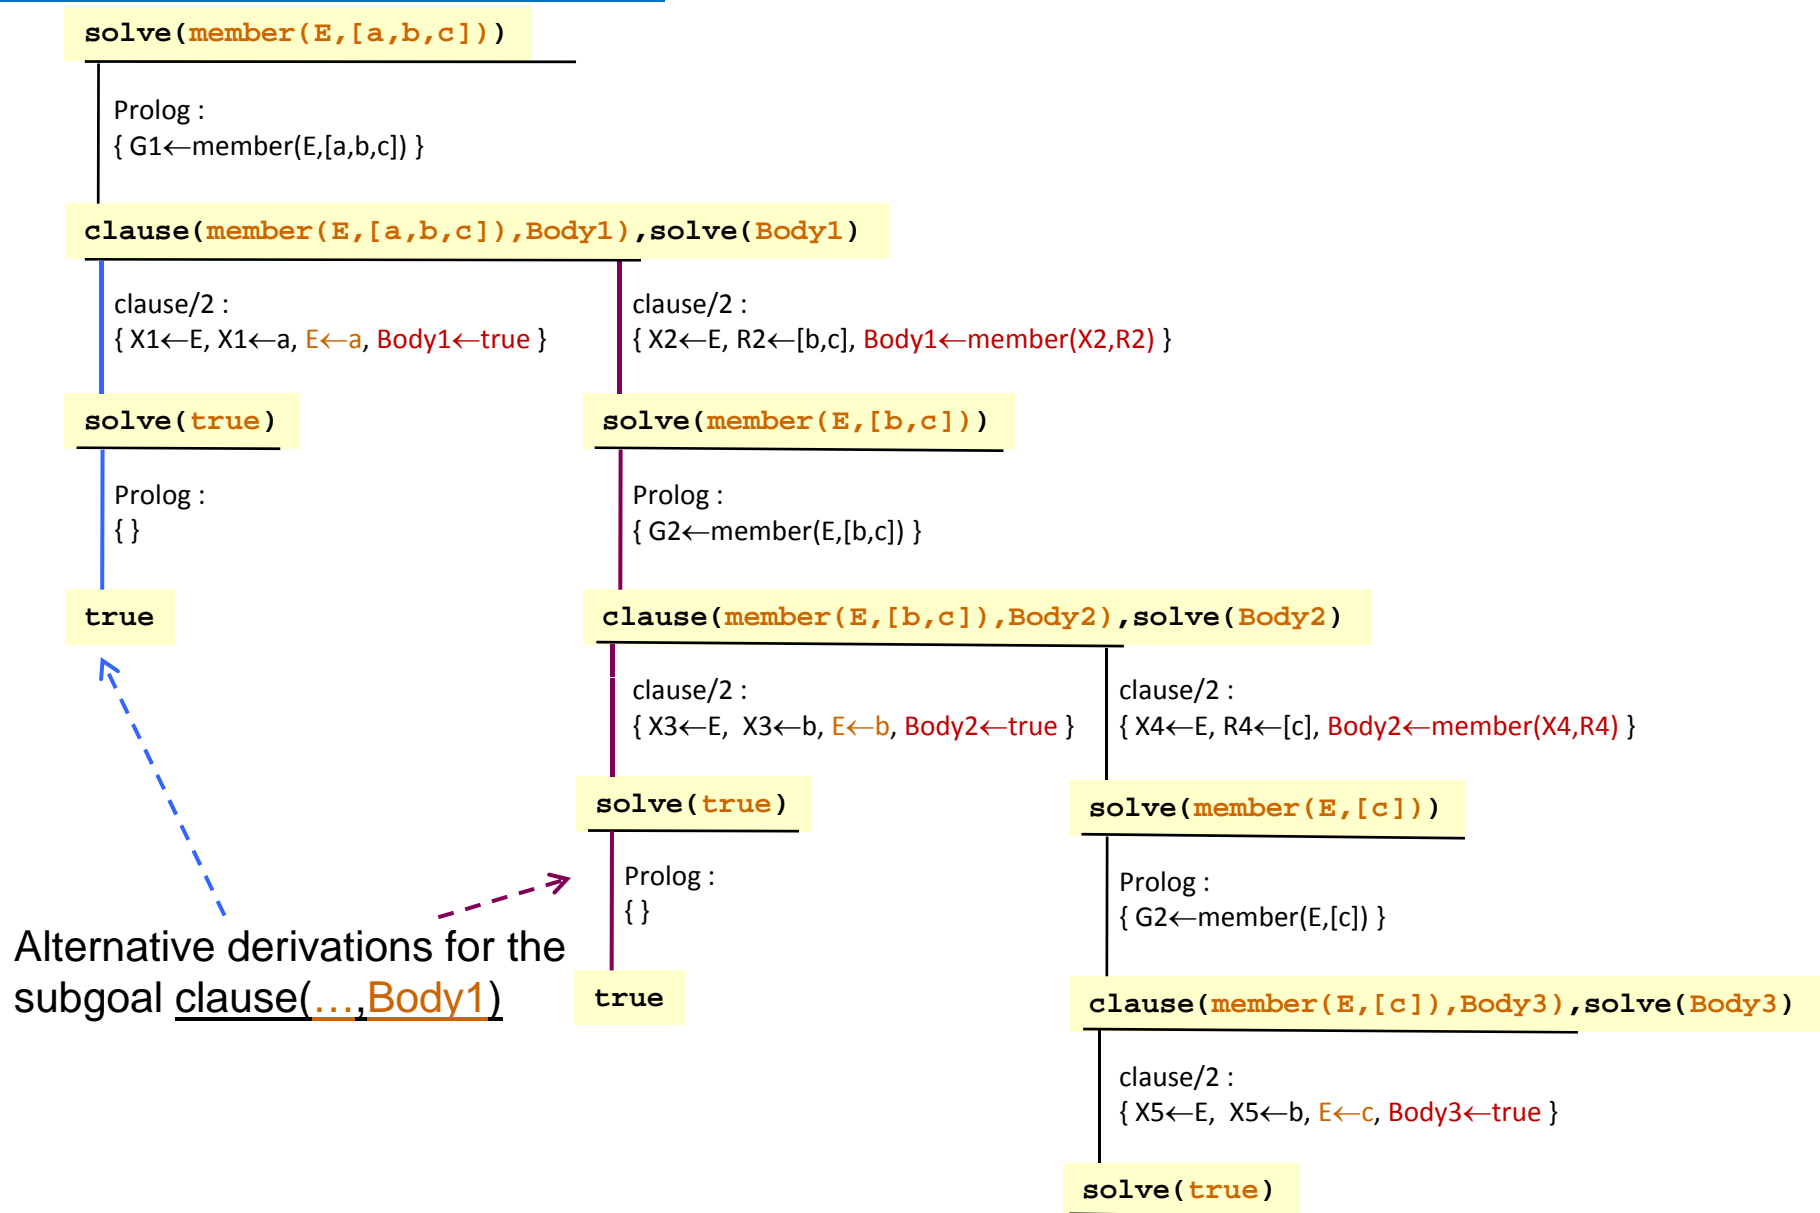 solve(member(E,[a,b,c]))
Prolog :
{ G1←member(E,[a,b,c]) }
clause(member(E,[a,b,c]),Body1),solve(Body1)
clause/2 :
{ X1←E, X1←a, E←a, Body1←true }
clause/2 :
{ X2←E, R2←[b,c], Body1←member(X2,R2) }
solve(true)
solve(member(E,[b,c]))
Prolog :
{ }
Prolog :
{ G2←member(E,[b,c]) }
true
clause(member(E,[b,c]),Body2),solve(Body2)
clause/2 :
{ X3←E, X3←b, E←b, Body2←true }
clause/2 :
{ X4←E, R4←[c], Body2←member(X4,R4) }
solve(true)
solve(member(E,[c]))
Prolog :
{ }
Prolog :
{ G2←member(E,[c]) }
Alternative derivations for the
subgoal clause(...,Body1)
true
clause(member(E,[c]),Body3),solve(Body3)
clause/2 :
{ X5←E, X5←b, E←c, Body3←true }
solve(true)